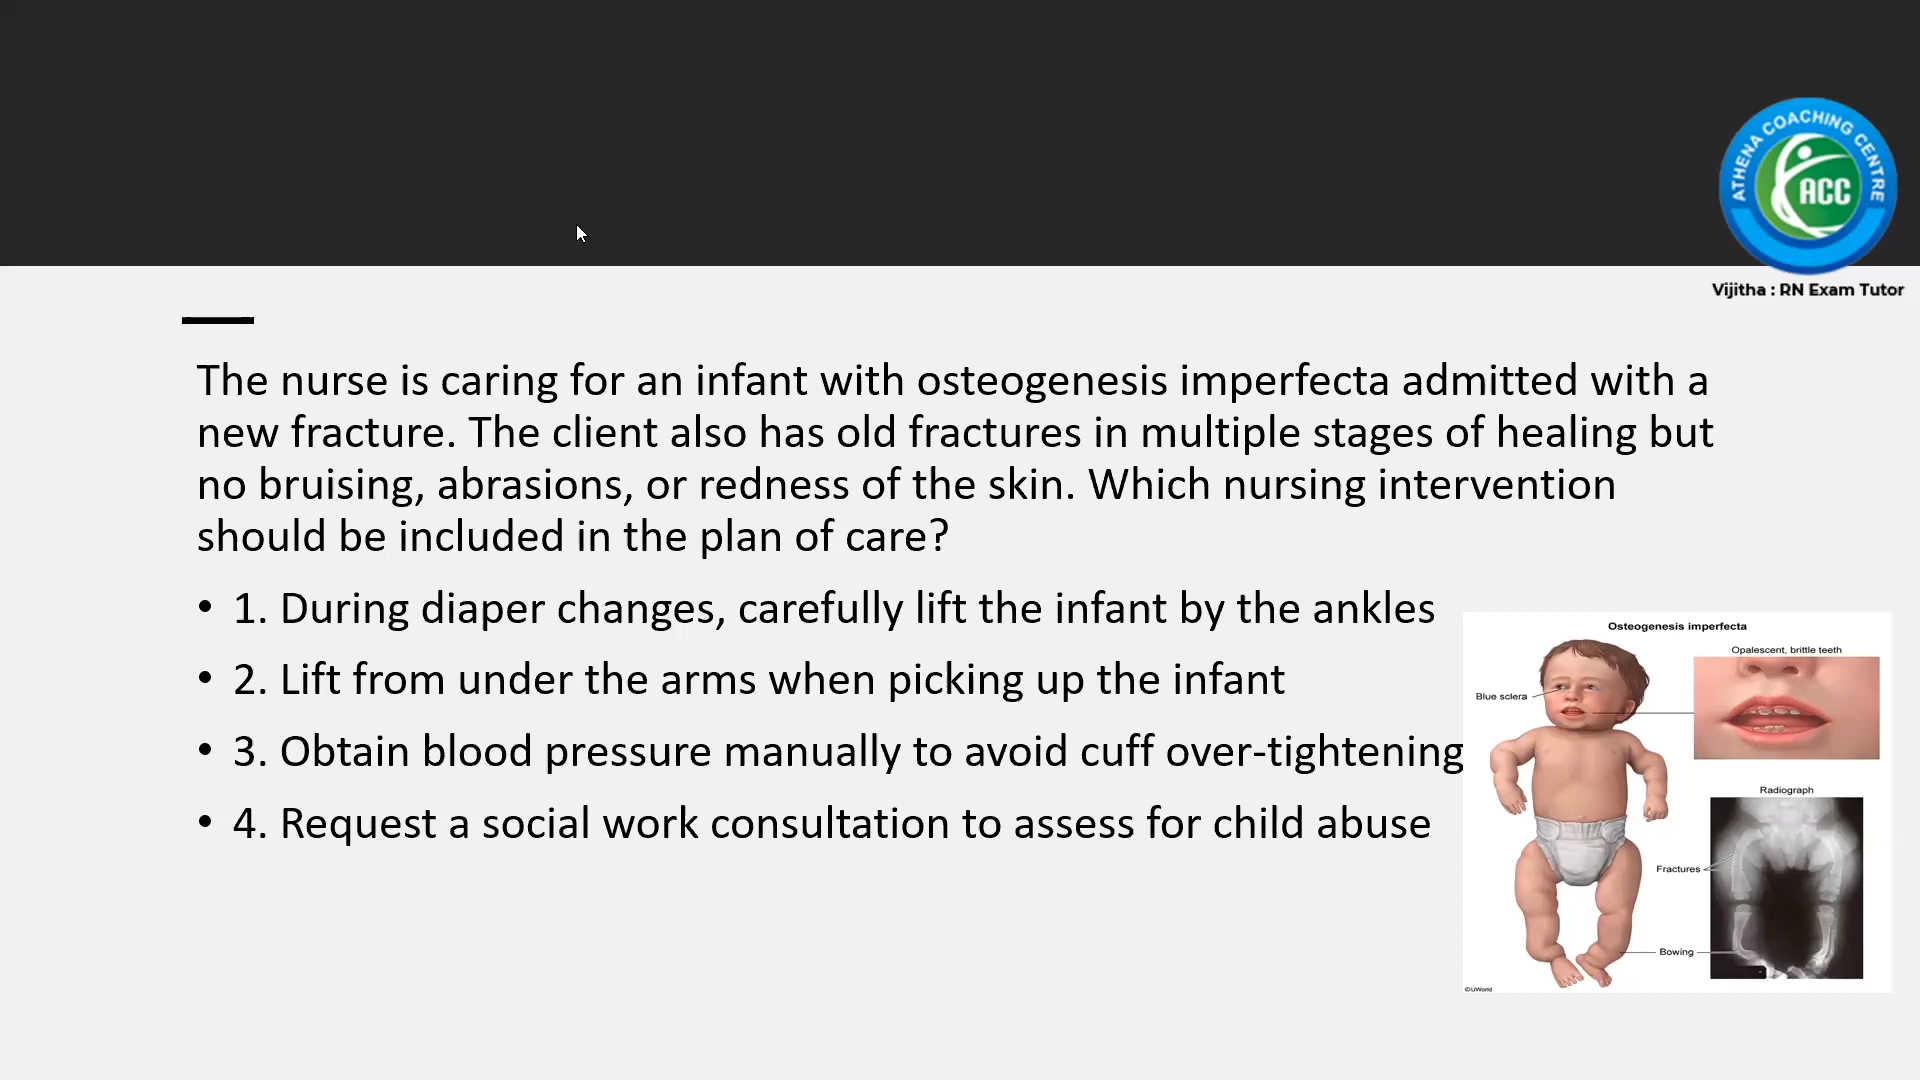 ATHENA COACHING CENTRE
ACC
Vijitha : RN Exam Tutor
The nurse is caring for an infant with osteogenesis imperfecta admitted with a
new fracture. The client also has old fractures in multiple stages of healing but
no bruising, abrasions, or redness of the skin. Which nursing intervention
should be included in the plan of care?
• 1. During diaper changes, carefully lift the infant by the ankles
• 2. Lift from under the arms when picking up the infant
• 3. Obtain blood pressure manually to avoid cuff over-tightening
• 4. Request a social work consultation to assess for child abuse
Osteogenesis imperfecta
Opalescent, brittle teeth
Blue sclera
Radiograph
Fractures
Bowing
©UWorld